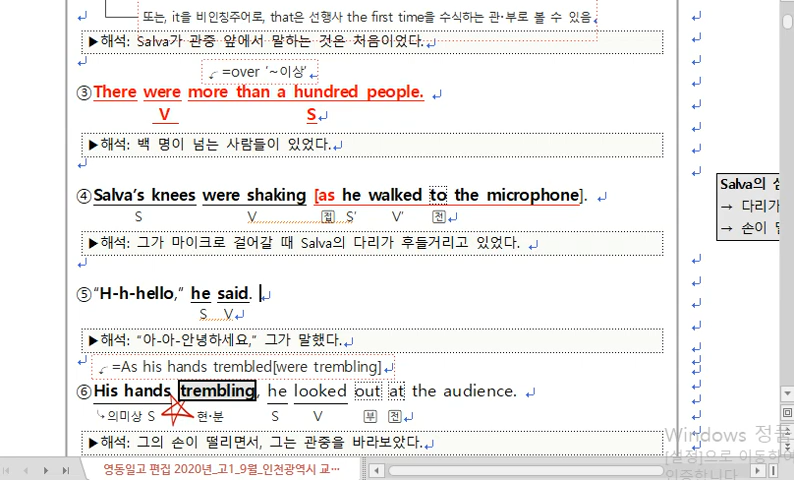 또는, it을 비인칭주어로, that은 선행사 the first time을 수식하는 관·부로 볼 수 있음
▶해석: Salva가 관중 앞에서 말하는 것은 처음이었다.
=over '~이상'
③There were more than a hundred people.
V S
▶해석: 백 명이 넘는 사람들이 있었다.
④Salva's knees were shaking [as he walked to the microphone].
S V 접 S' V' 전
▶해석: 그가 마이크로 걸어갈 때 Salva의 다리가 후들거리고 있었다.
Salva의
→ 다리가
→ 손이
⑤"H-h-hello," he said.
S V
▶해석: "아-아-안녕하세요," 그가 말했다.
=As his hands trembled[were trembling]
⑥His hands trembling, he looked out at the audience.
의미상 S 현·분 S V 부 전
▶해석: 그의 손이 떨리면서, 그는 관중을 바라보았다.
Windows 정품
[설정]으로 이동하여
영동일고 편집 2020년_고1_9월_인천광역시 교…